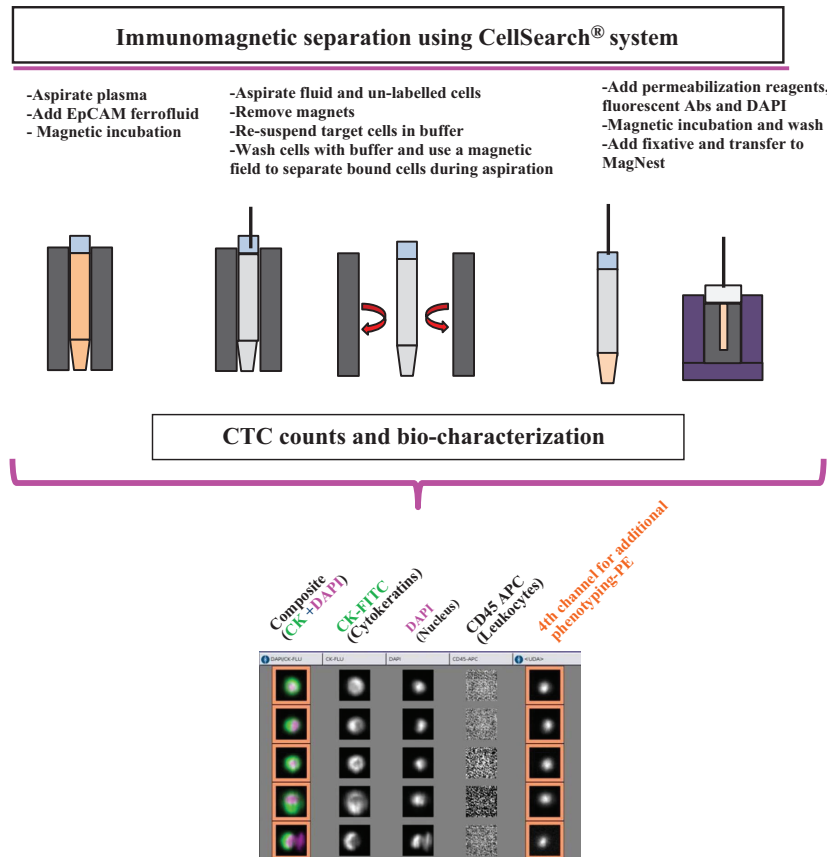 Immunomagnetic separation using CellSearch® system
-Aspirate plasma
-Add EpCAM ferrofluid
- Magnetic incubation
-Aspirate fluid and un-labelled cells
-Remove magnets
-Re-suspend target cells in buffer
-Wash cells with buffer and use a magnetic
field to separate bound cells during aspiration
-Add permeabilization reagents,
fluorescent Abs and DAPI
-Magnetic incubation and wash
-Add fixative and transfer to
MagNest
CTC counts and bio-characterization
Composite
(CK +DAPI)
CK-FITC
(Cytokeratins)
DAPI
(Nucleus)
CD45 APC
(Leukocytes)
4th channel for additional
phenotyping-PE
DAPI/CK-FLU CK-FLU DAPI CD45-APC <UDA>